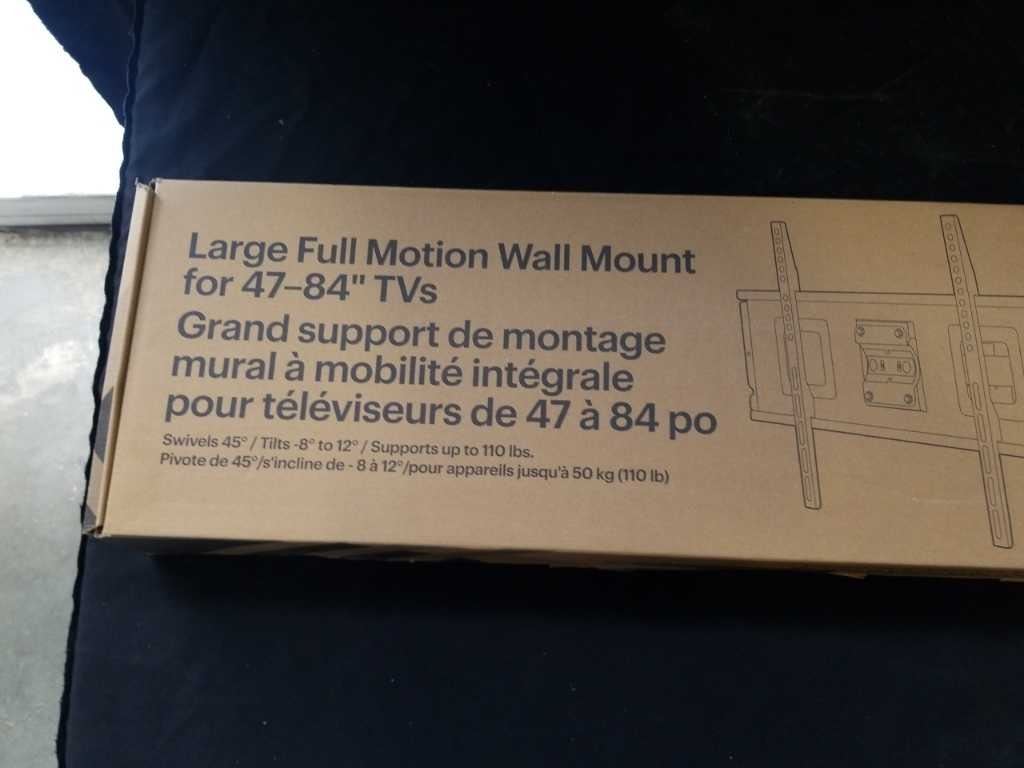 Large Full Motion Wall Mount
for 47–84" TVs
Grand support de montage
mural à mobilité intégrale
pour téléviseurs de 47 à 84 po
Swivels 45° / Tilts -8° to 12° / Supports up to 110 lbs.
Pivote de 45°/s'incline de - 8 à 12°/pour appareils jusqu'à 50 kg (110 lb)